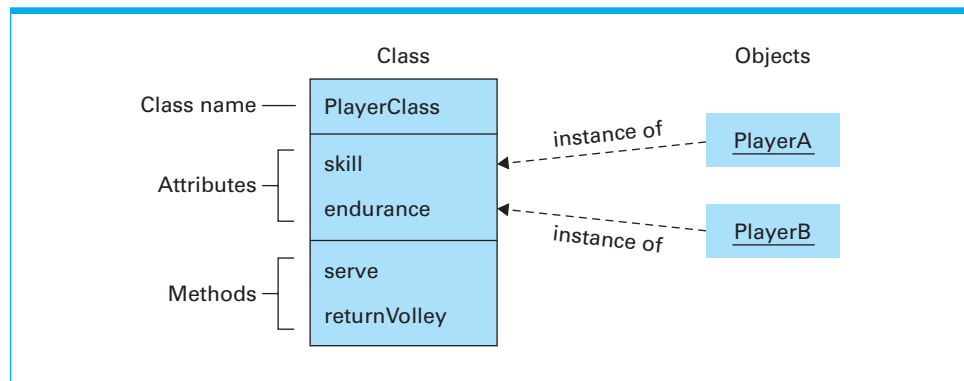 Class
Objects
Class name
PlayerClass
Attributes
skill
endurance
instance of
PlayerA
instance of
PlayerB
Methods
serve
returnVolley